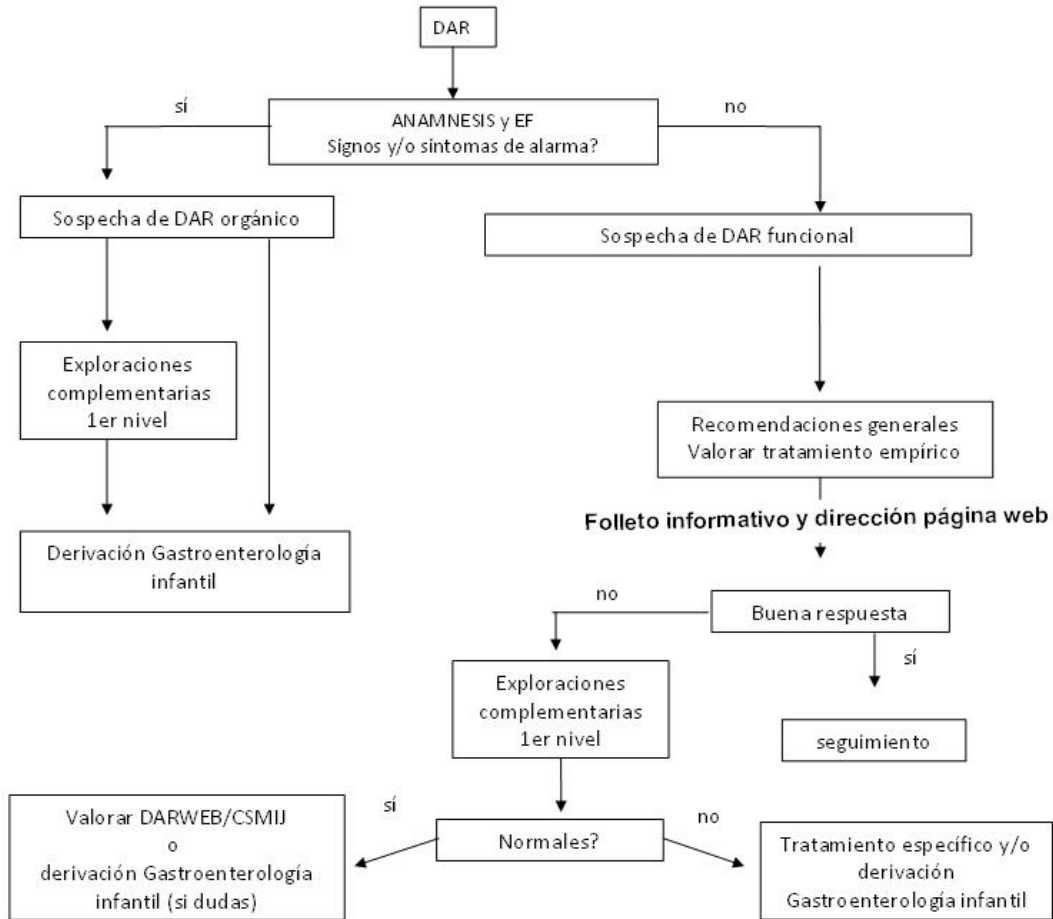 DAR
sí
no
ANAMNESIS y EF
Signos y/o síntomas de alarma?
Sospecha de DAR orgánico
Sospecha de DAR funcional
Exploraciones
complementarias
1er nivel
Recomendaciones generales
Valorar tratamiento empírico
Folleto informativo y dirección página web
Derivación Gastroenterología
infantil
no
Buena respuesta
sí
Exploraciones
complementarias
1er nivel
seguimiento
Valorar DARWEB/CSMIJ
o
derivación Gastroenterología
infantil (si dudas)
sí
Normales?
no
Tratamiento específico y/o
derivación
Gastroenterología infantil